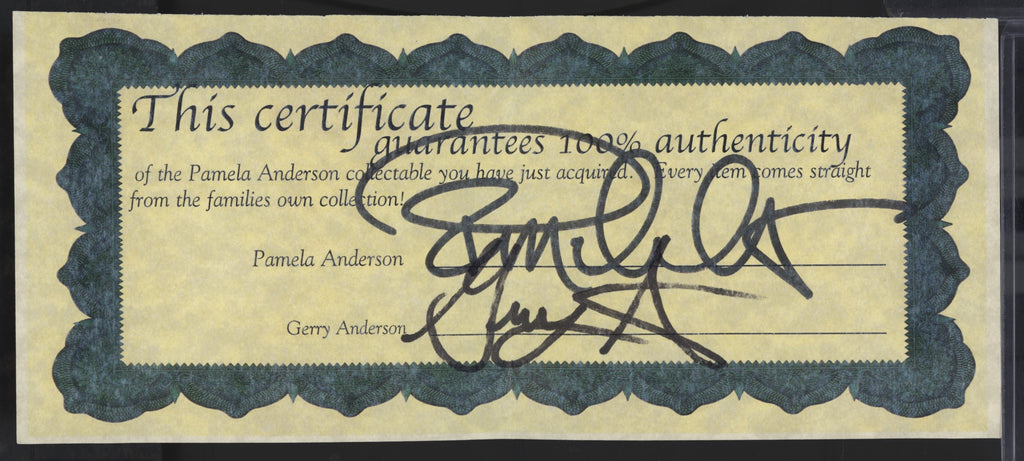 This certificate
guarantees 100% authenticity
of the Pamela Anderson collectable you have just acquired. Every item comes straight
from the families own collection!
Pamela Anderson
Gerry Anderson